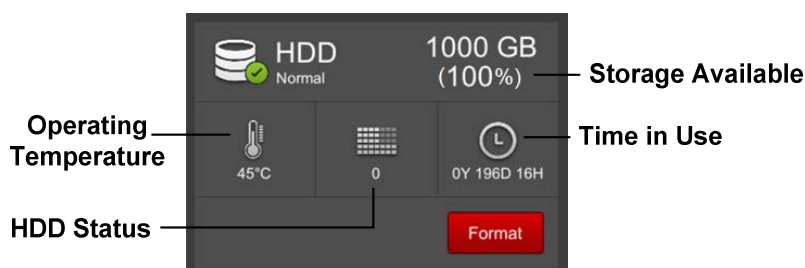 HDD
Normal
1000 GB
(100%)
Storage Available
Operating
Temperature
45°C
0
0Y 196D 16H
Time in Use
HDD Status
Format